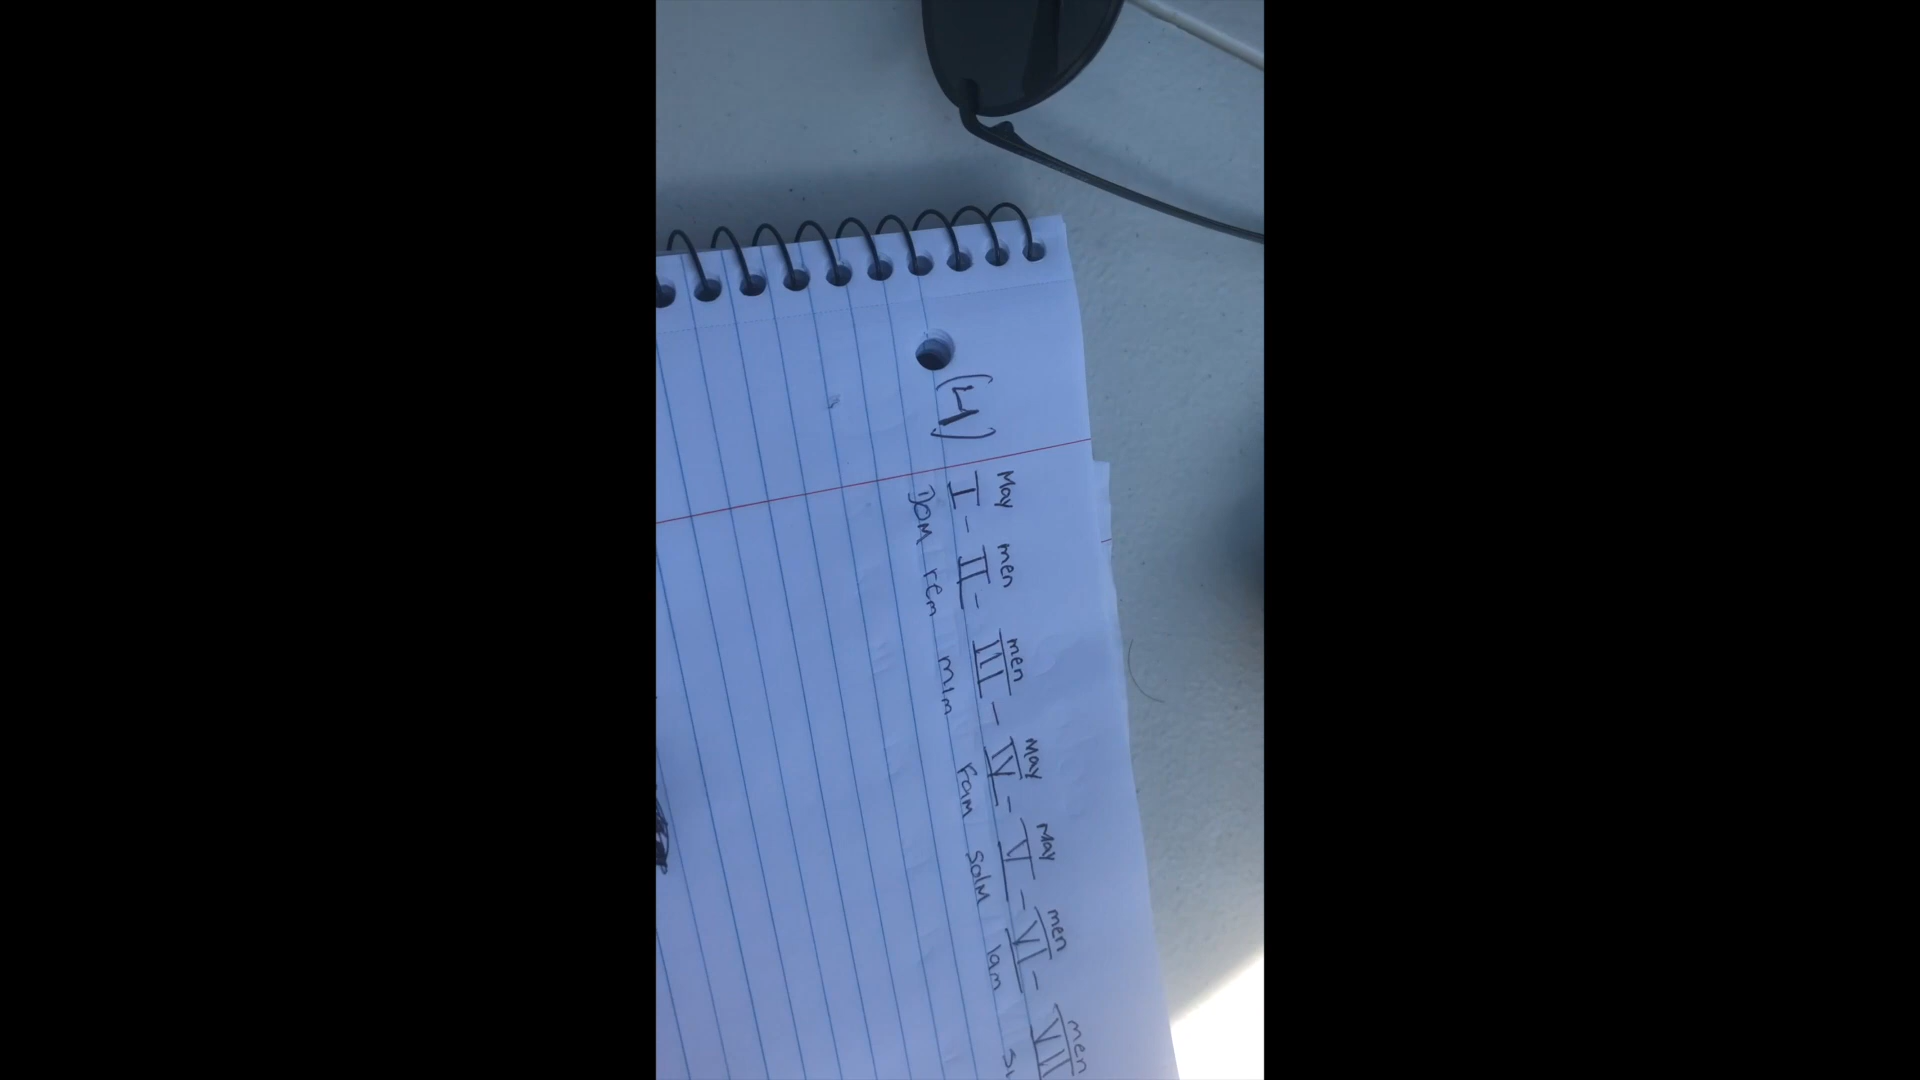 (4)
May men men May May men men
I - II - III - IV - V - VI - VII
Dom rem mim Fam Solm lam